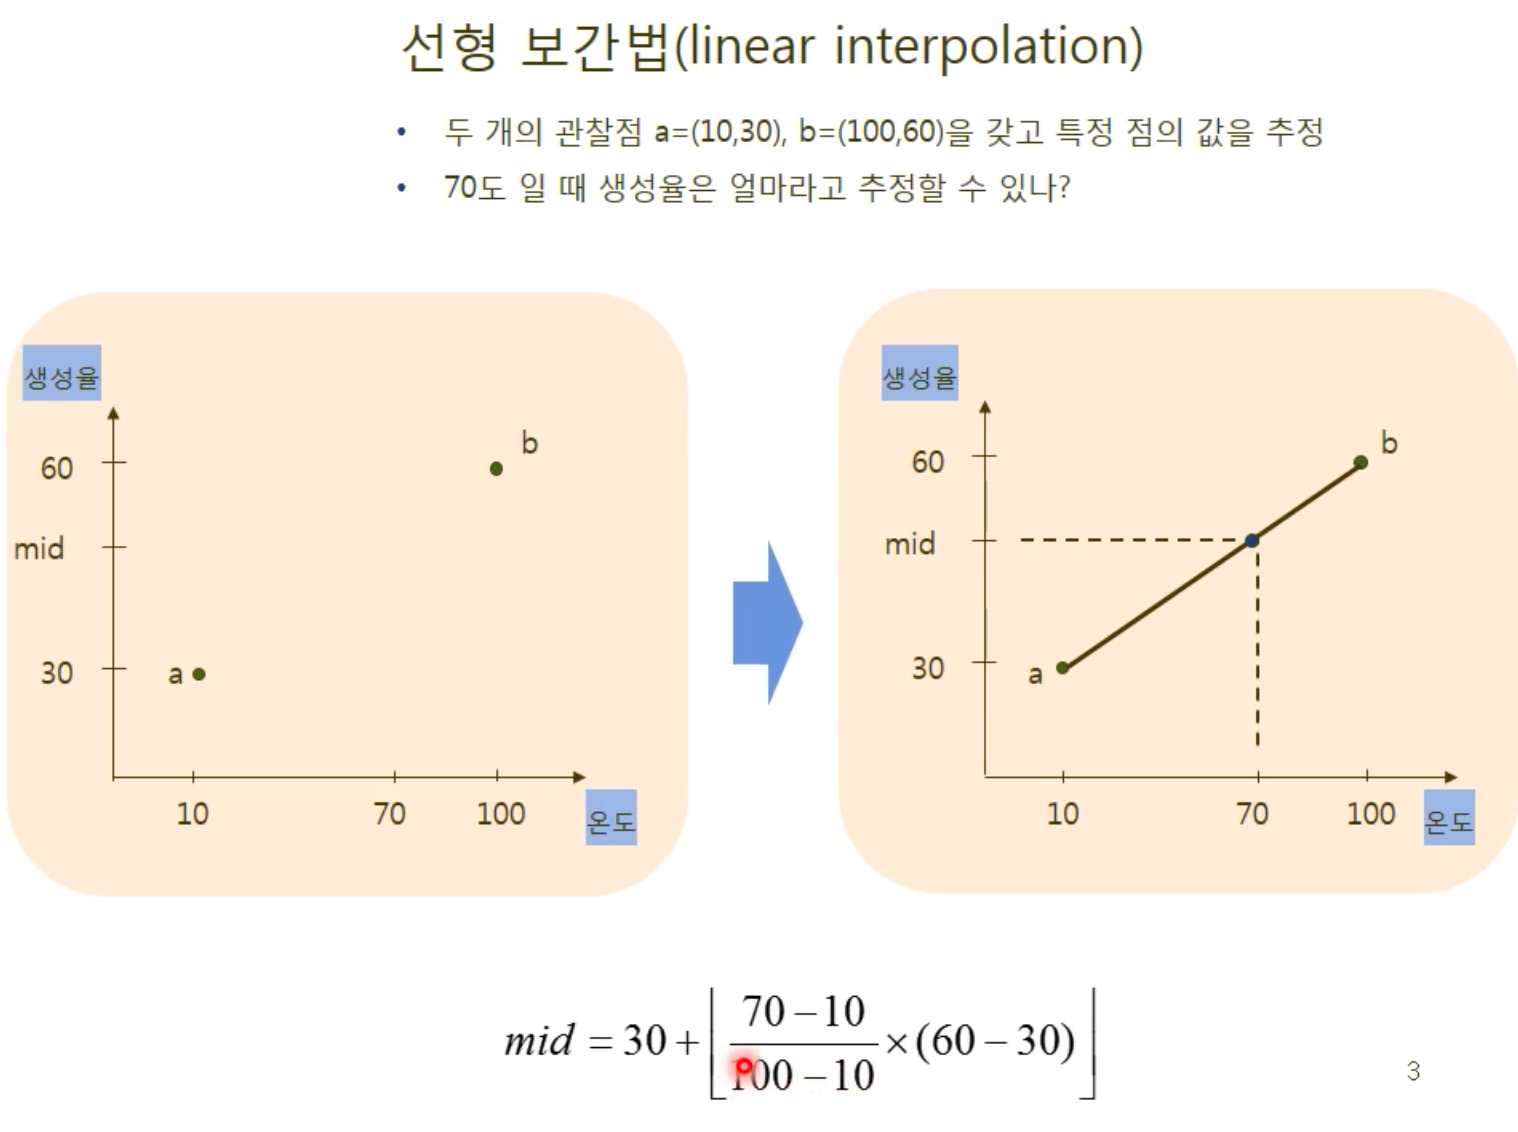 선형 보간법(linear interpolation)
• 두 개의 관찰점 a=(10,30), b=(100,60)을 갖고 특정 점의 값을 추정
• 70도 일 때 생성율은 얼마라고 추정할 수 있나?
생성율
60
b
mid
30
a
10 70 100
온도
생성율
60
b
mid
30
a
10 70 100
온도
mid = 30 + ⌊(70 − 10)/(100 − 10) × (60 − 30)⌋
3